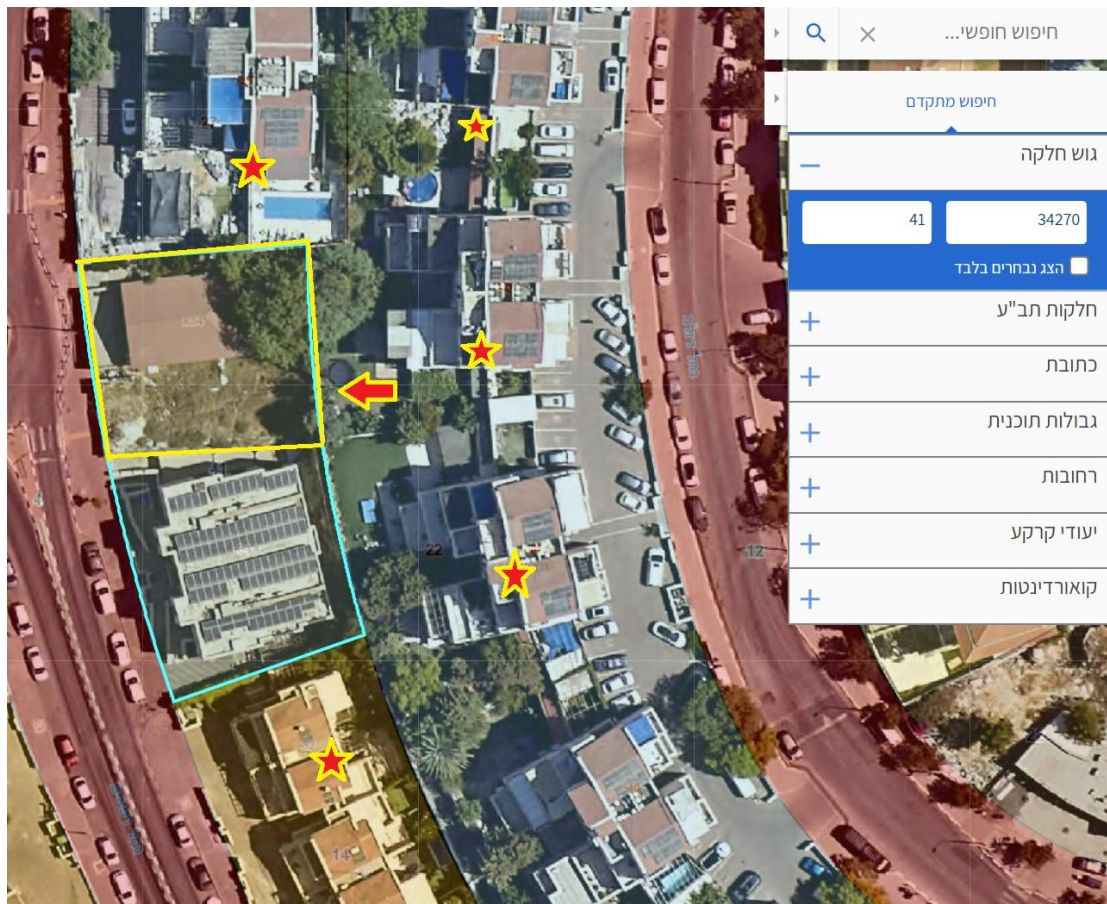 חיפוש חופשי...
חיפוש מתקדם
גוש חלקה
34270 41
הצג נבחרים בלבד
חלקות תב"ע
כתובת
גבולות תוכנית
רחובות
יעודי קרקע
קואורדינטות
22
12
4
14